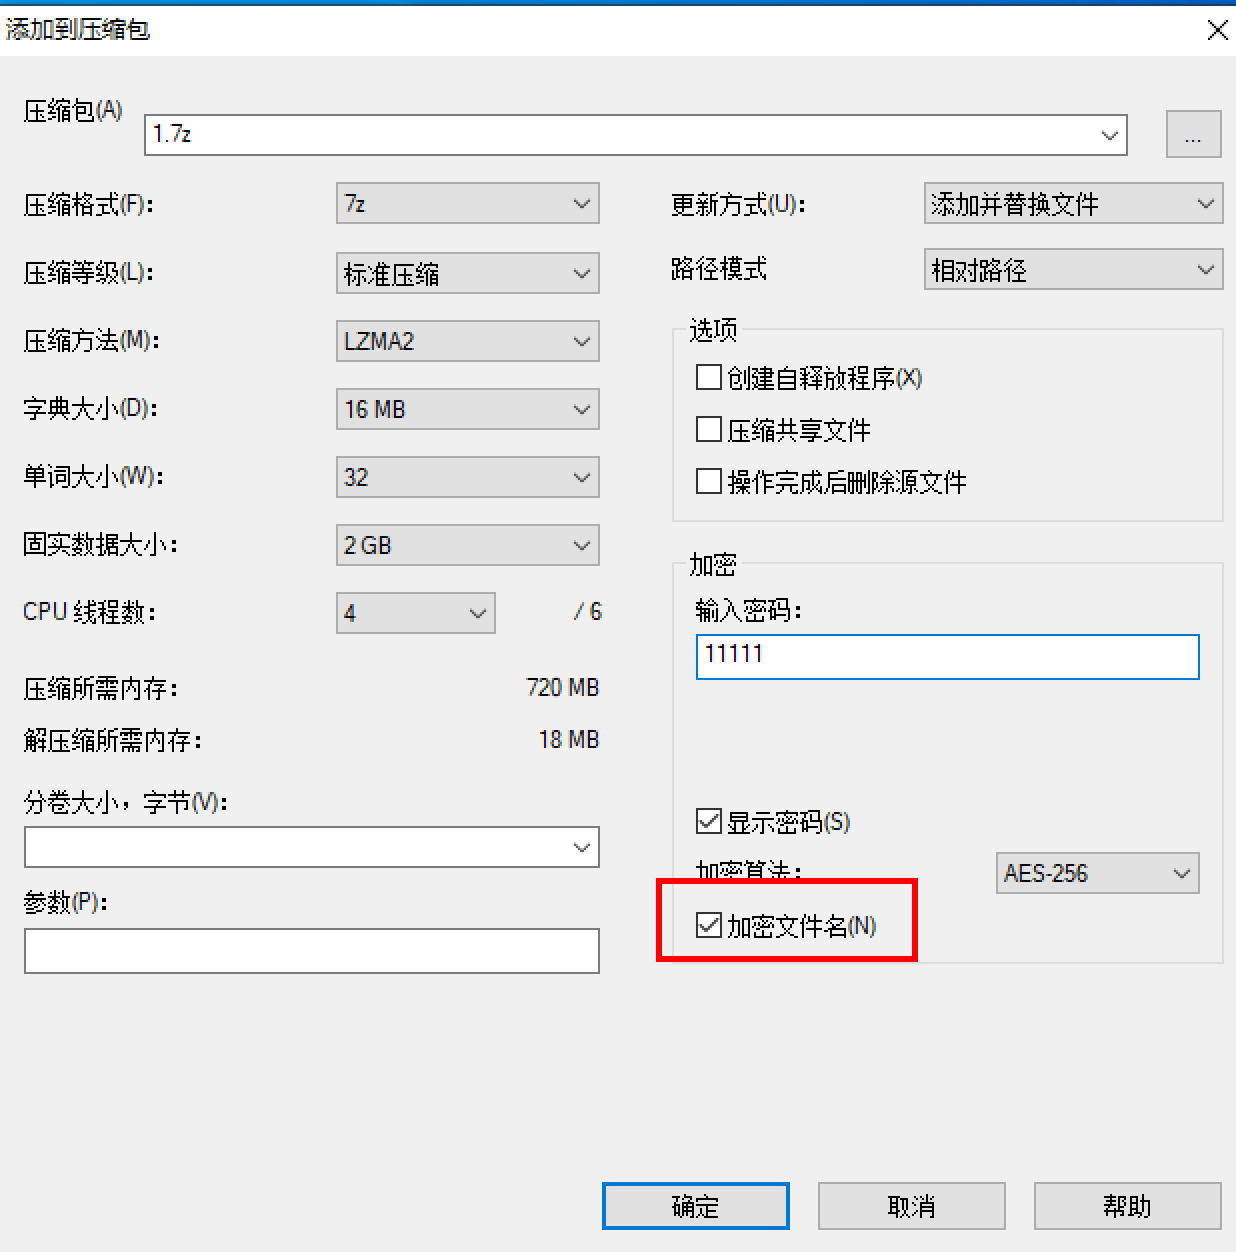 添加到压缩包
压缩包(A)
1.7z
...
压缩格式(F):
7z
压缩等级(L):
标准压缩
压缩方法(M):
LZMA2
字典大小(D):
16 MB
单词大小(W):
32
固实数据大小:
2 GB
CPU 线程数:
4
/ 6
压缩所需内存:
720 MB
解压缩所需内存:
18 MB
分卷大小，字节(V):
参数(P):
更新方式(U):
添加并替换文件
路径模式
相对路径
选项
创建自释放程序(X)
压缩共享文件
操作完成后删除源文件
加密
输入密码:
11111
显示密码(S)
加密算法:
AES-256
加密文件名(N)
确定
取消
帮助